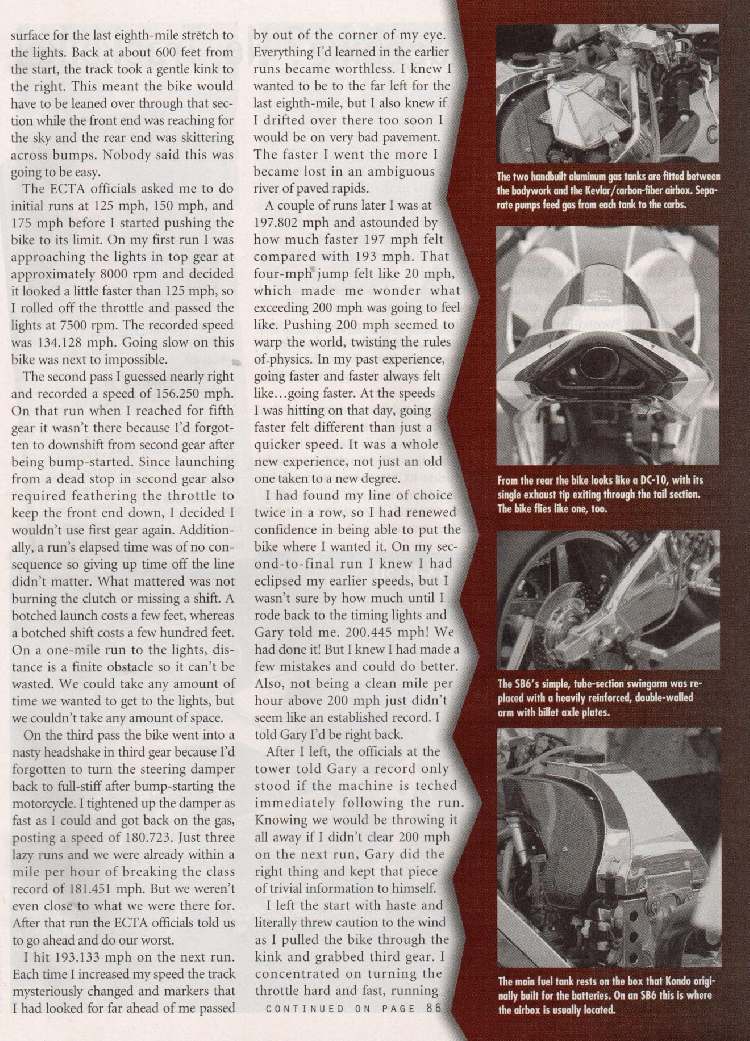 surface for the last eighth-mile stretch to
the lights. Back at about 600 feet from
the start, the track took a gentle kink to
the right. This meant the bike would
have to be leaned over through that sec-
tion while the front end was reaching for
the sky and the rear end was skittering
across bumps. Nobody said this was
going to be easy.
The ECTA officials asked me to do
initial runs at 125 mph, 150 mph, and
175 mph before I started pushing the
bike to its limit. On my first run I was
approaching the lights in top gear at
approximately 8000 rpm and decided
it looked a little faster than 125 mph, so
I rolled off the throttle and passed the
lights at 7500 rpm. The recorded speed
was 134.128 mph. Going slow on this
bike was next to impossible.
The second pass I guessed nearly right
and recorded a speed of 156.250 mph.
On that run when I reached for fifth
gear it wasn't there because I'd forgot-
ten to downshift from second gear after
being bump-started. Since launching
from a dead stop in second gear also
required feathering the throttle to
keep the front end down, I decided I
wouldn't use first gear again. Addition-
ally, a run's elapsed time was of no con-
sequence so giving up time off the line
didn't matter. What mattered was not
burning the clutch or missing a shift. A
botched launch costs a few feet, whereas
a botched shift costs a few hundred feet.
On a one-mile run to the lights, dis-
tance is a finite obstacle so it can't be
wasted. We could take any amount of
time we wanted to get to the lights, but
we couldn't take any amount of space.
On the third pass the bike went into a
nasty headshake in third gear because I'd
forgotten to turn the steering damper
back to full-stiff after bump-starting the
motorcycle. I tightened up the damper as
fast as I could and got back on the gas,
posting a speed of 180.723. Just three
lazy runs and we were already within a
mile per hour of breaking the class
record of 181.451 mph. But we weren't
even close to what we were there for.
After that run the ECTA officials told us
to go ahead and do our worst.
I hit 193.133 mph on the next run.
Each time I increased my speed the track
mysteriously changed and markers that
I had looked for far ahead of me passed
by out of the corner of my eye.
Everything I'd learned in the earlier
runs became worthless. I knew I
wanted to be to the far left for the
last eighth-mile, but I also knew if
I drifted over there too soon I
would be on very bad pavement.
The faster I went the more I
became lost in an ambiguous
river of paved rapids.
A couple of runs later I was at
197.802 mph and astounded by
how much faster 197 mph felt
compared with 193 mph. That
four-mph jump felt like 20 mph,
which made me wonder what
exceeding 200 mph was going to feel
like. Pushing 200 mph seemed to
warp the world, twisting the rules
of physics. In my past experience,
going faster and faster always felt
like…going faster. At the speeds
I was hitting on that day, going
faster felt different than just a
quicker speed. It was a whole
new experience, not just an old
one taken to a new degree.
I had found my line of choice
twice in a row, so I had renewed
confidence in being able to put the
bike where I wanted it. On my sec-
ond-to-final run I knew I had
eclipsed my earlier speeds, but I
wasn't sure by how much until I
rode back to the timing lights and
Gary told me. 200.445 mph! We
had done it! But I knew I had made a
few mistakes and could do better.
Also, not being a clean mile per
hour above 200 mph just didn't
seem like an established record. I
told Gary I'd be right back.
After I left, the officials at the
tower told Gary a record only
stood if the machine is teched
immediately following the run.
Knowing we would be throwing it
all away if I didn't clear 200 mph
on the next run, Gary did the
right thing and kept that piece
of trivial information to himself.
I left the start with haste and
literally threw caution to the wind
as I pulled the bike through the
kink and grabbed third gear. I
concentrated on turning the
throttle hard and fast, running
CONTINUED ON PAGE 88
The two handbuilt aluminum gas tanks are fitted between
the bodywork and the Kevlar/carbon-fiber airbox. Sepa-
rate pumps feed gas from each tank to the carbs.
From the rear the bike looks like a DC-10, with its
single exhaust tip exiting through the tail section.
The bike flies like one, too.
The SB6's simple, tube-section swingarm was re-
placed with a heavily reinforced, double-walled
arm with billet axle plates.
The main fuel tank rests on the box that Kondo origi-
nally built for the batteries. On an SB6 this is where
the airbox is usually located.